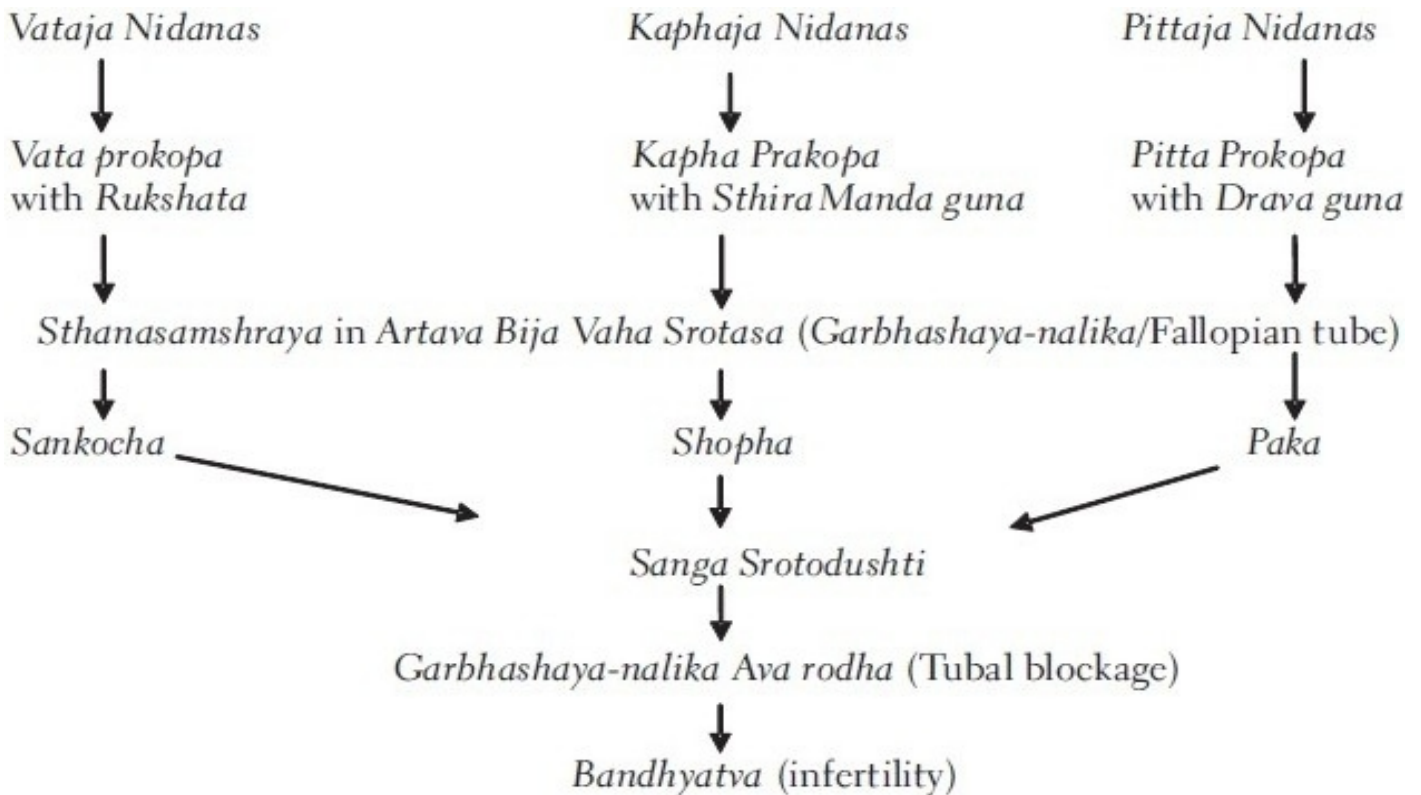 Vataja Nidanas
Kaphaja Nidanas
Pittaja Nidanas
Vata prokopa
with Rukshata
Kapha Prakopa
with Sthira Manda guna
Pitta Prokopa
with Drava guna
Sthanasamshraya in Artava Bija Vaha Srotasa (Garbhashaya-nalika/Fallopian tube)
Sankocha
Shopha
Paka
Sanga Srotodushti
Garbhashaya-nalika Ava rodha (Tubal blockage)
Bandhyatva (infertility)